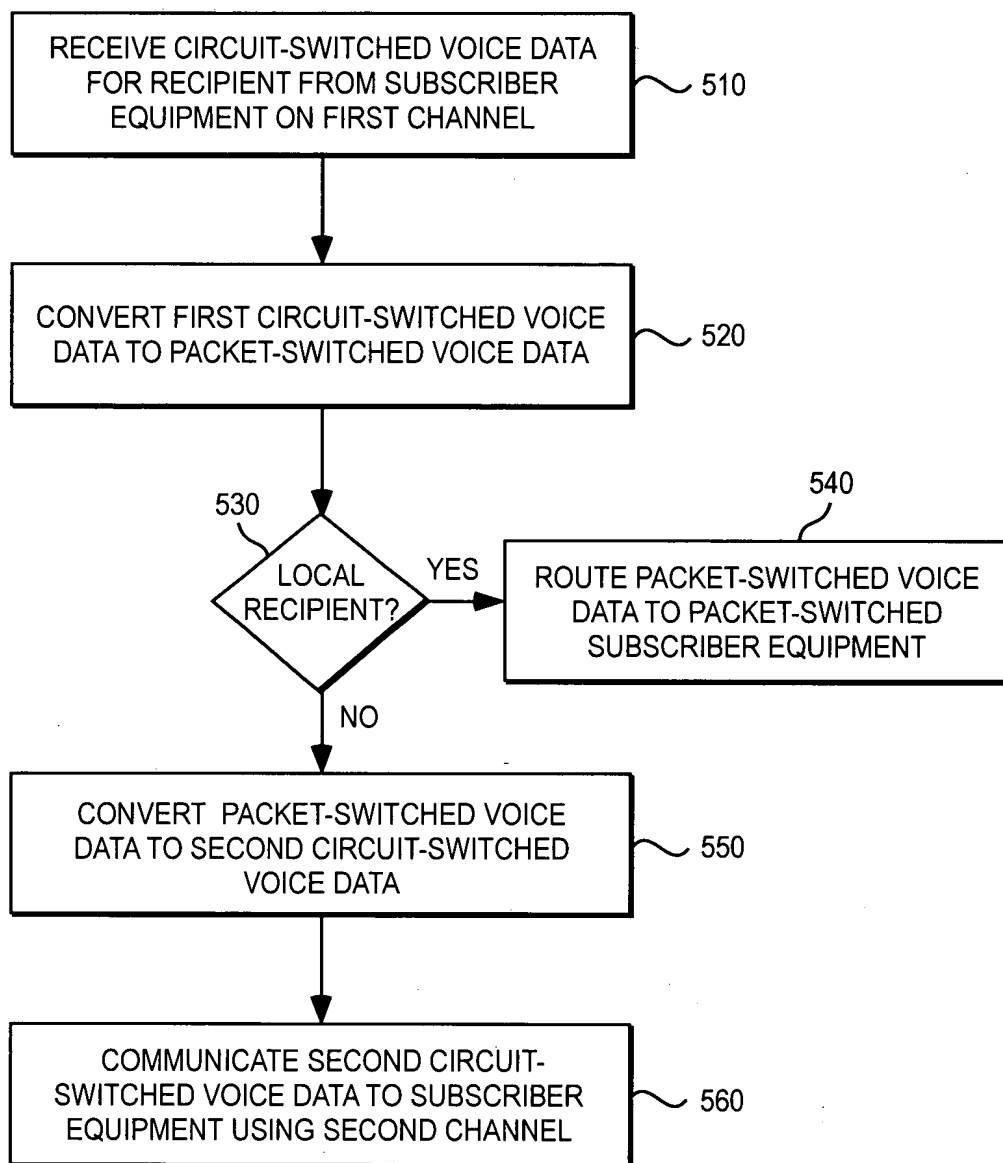 RECEIVE CIRCUIT-SWITCHED VOICE DATA
FOR RECIPIENT FROM SUBSCRIBER
EQUIPMENT ON FIRST CHANNEL
510
CONVERT FIRST CIRCUIT-SWITCHED VOICE
DATA TO PACKET-SWITCHED VOICE DATA
520
530
LOCAL
RECIPIENT?
YES
540
ROUTE PACKET-SWITCHED VOICE
DATA TO PACKET-SWITCHED
SUBSCRIBER EQUIPMENT
NO
CONVERT PACKET-SWITCHED VOICE
DATA TO SECOND CIRCUIT-SWITCHED
VOICE DATA
550
COMMUNICATE SECOND CIRCUIT-
SWITCHED VOICE DATA TO SUBSCRIBER
EQUIPMENT USING SECOND CHANNEL
560